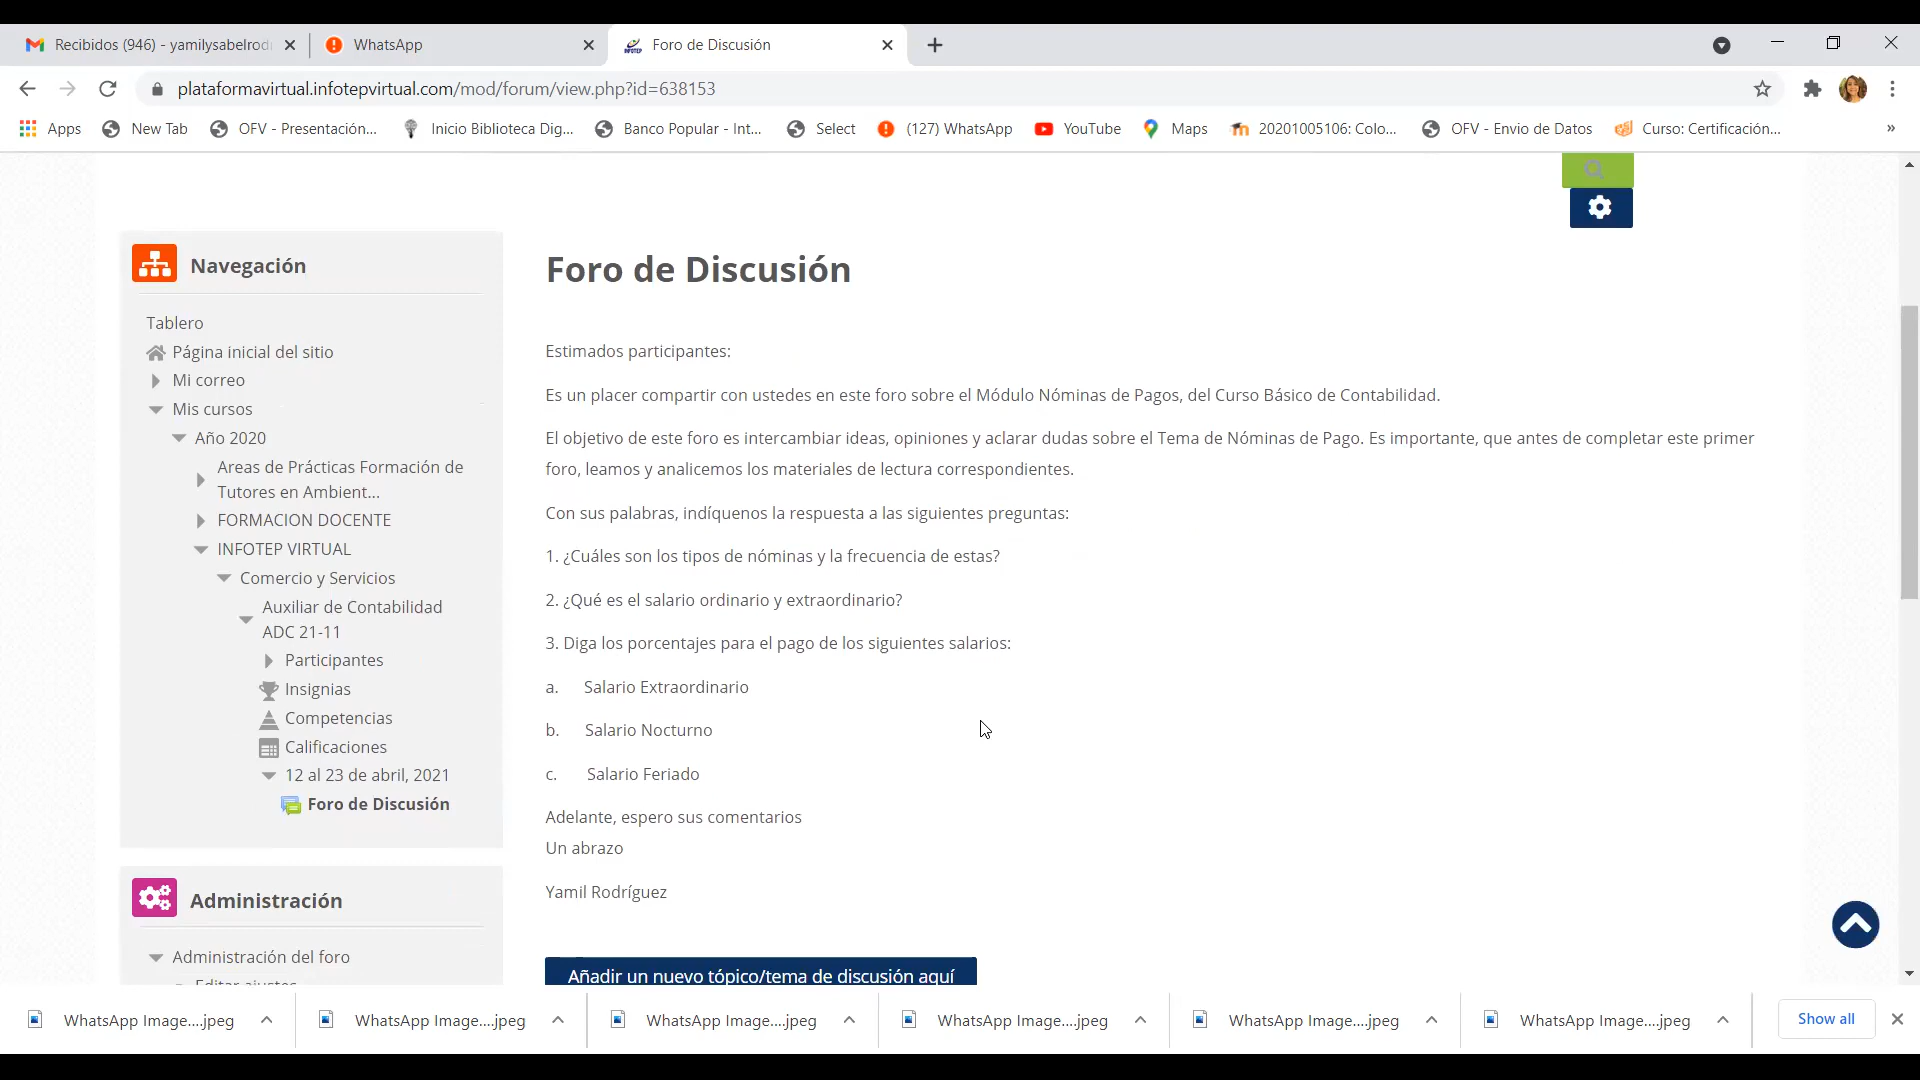 Recibidos (946) - yamilysabelrod
WhatsApp
Foro de Discusión
plataformavirtual.infotepvirtual.com/mod/forum/view.php?id=638153
Apps
New Tab
OFV - Presentación...
Inicio Biblioteca Dig...
Banco Popular - Int...
Select
(127) WhatsApp
YouTube
Maps
20201005106: Colo...
OFV - Envio de Datos
Curso: Certificación...
»
Navegación
Tablero
Página inicial del sitio
Mi correo
Mis cursos
Año 2020
Areas de Prácticas Formación de
Tutores en Ambient...
FORMACION DOCENTE
INFOTEP VIRTUAL
Comercio y Servicios
Auxiliar de Contabilidad
ADC 21-11
Participantes
Insignias
Competencias
Calificaciones
12 al 23 de abril, 2021
Foro de Discusión
Administración
Administración del foro
Editar ajustes
Foro de Discusión
Estimados participantes:
Es un placer compartir con ustedes en este foro sobre el Módulo Nóminas de Pagos, del Curso Básico de Contabilidad.
El objetivo de este foro es intercambiar ideas, opiniones y aclarar dudas sobre el Tema de Nóminas de Pago. Es importante, que antes de completar este primer
foro, leamos y analicemos los materiales de lectura correspondientes.
Con sus palabras, indíquenos la respuesta a las siguientes preguntas:
1. ¿Cuáles son los tipos de nóminas y la frecuencia de estas?
2. ¿Qué es el salario ordinario y extraordinario?
3. Diga los porcentajes para el pago de los siguientes salarios:
a. Salario Extraordinario
b. Salario Nocturno
c. Salario Feriado
Adelante, espero sus comentarios
Un abrazo
Yamil Rodríguez
Añadir un nuevo tópico/tema de discusión aquí
WhatsApp Image....jpeg
WhatsApp Image....jpeg
WhatsApp Image....jpeg
WhatsApp Image....jpeg
WhatsApp Image....jpeg
WhatsApp Image....jpeg
Show all